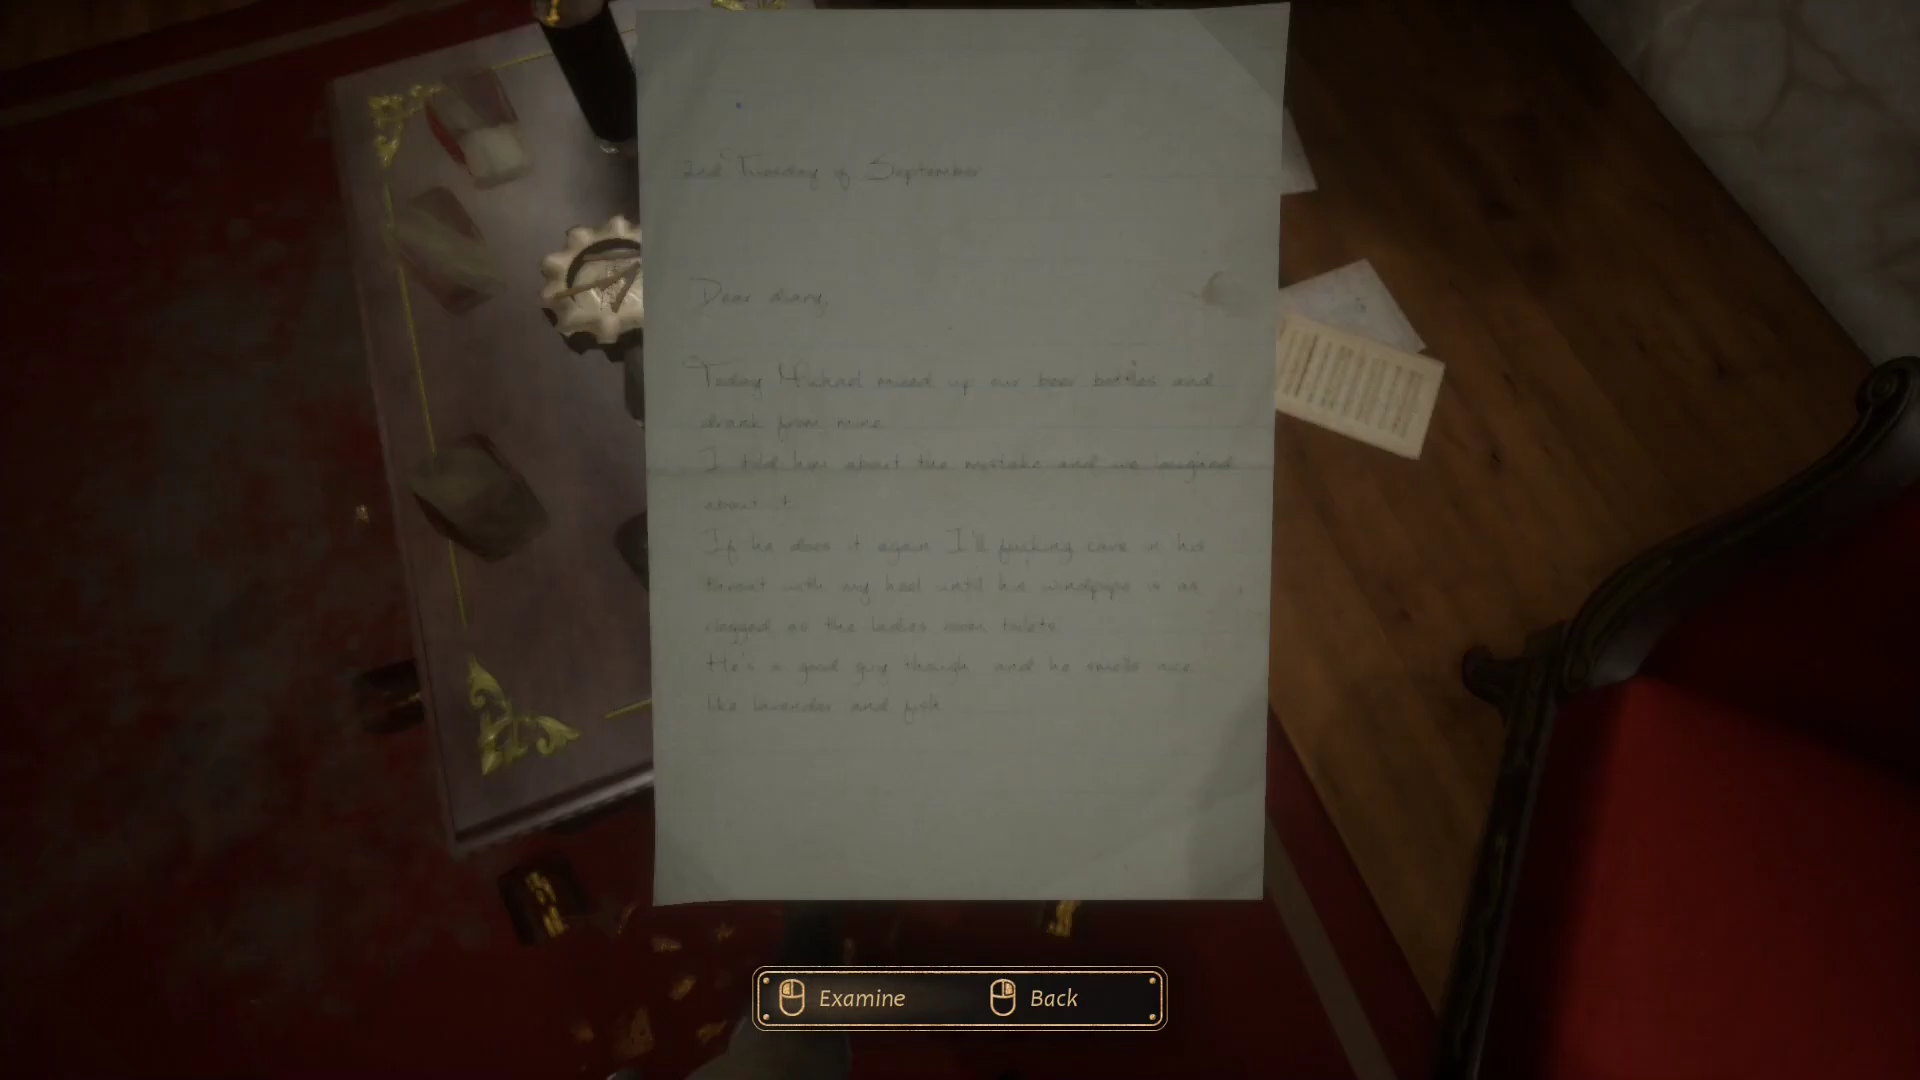 2nd Tuesday of September
Dear diary,
Today Michael mixed up our beer bottles and
drank from mine.
I told him about the mistake and we laughed
about it.
If he does it again I'll fucking cave in his
throat with my heel until his windpipe is as
clogged as the ladies room toilets.
He's a good guy though and he smells nice
like lavender and fish
Examine
Back